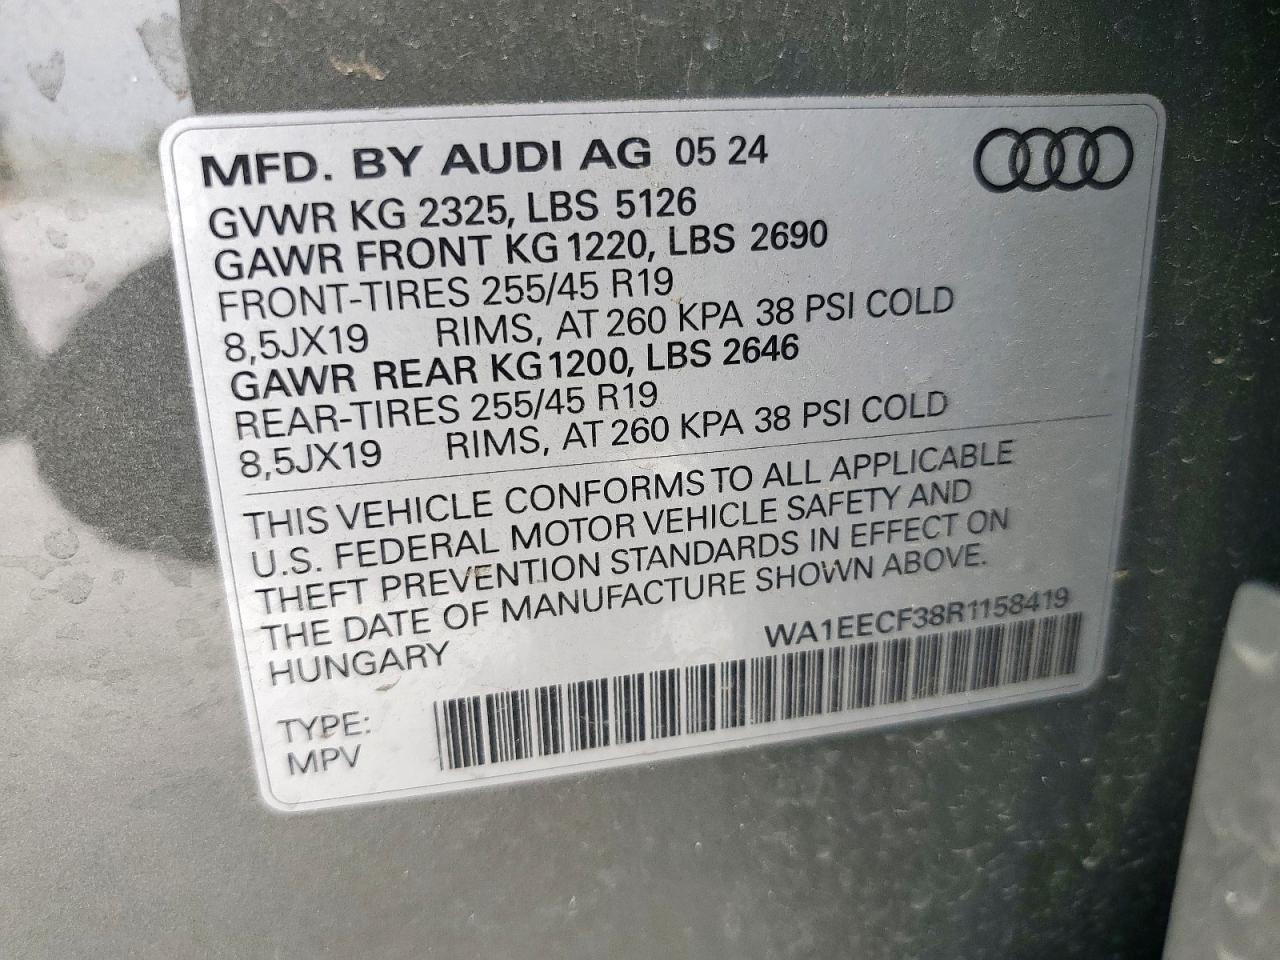 MFD. BY AUDI AG 05 24
GVWR KG 2325, LBS 5126
GAWR FRONT KG 1220, LBS 2690
FRONT-TIRES 255/45 R19
8,5JX19 RIMS, AT 260 KPA 38 PSI COLD
GAWR REAR KG 1200, LBS 2646
REAR-TIRES 255/45 R19
8,5JX19 RIMS, AT 260 KPA 38 PSI COLD
THIS VEHICLE CONFORMS TO ALL APPLICABLE
U.S. FEDERAL MOTOR VEHICLE SAFETY AND
THEFT PREVENTION STANDARDS IN EFFECT ON
THE DATE OF MANUFACTURE SHOWN ABOVE.
HUNGARY
WA1EECF38R1158419
TYPE:
MPV